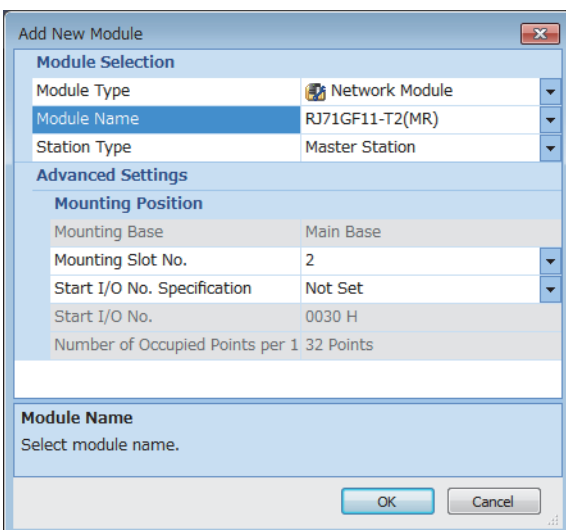 Add New Module
Module Selection
Module Type Network Module
Module Name RJ71GF11-T2(MR)
Station Type Master Station
Advanced Settings
Mounting Position
Mounting Base Main Base
Mounting Slot No. 2
Start I/O No. Specification Not Set
Start I/O No. 0030 H
Number of Occupied Points per 1 32 Points
Module Name
Select module name.
OK Cancel